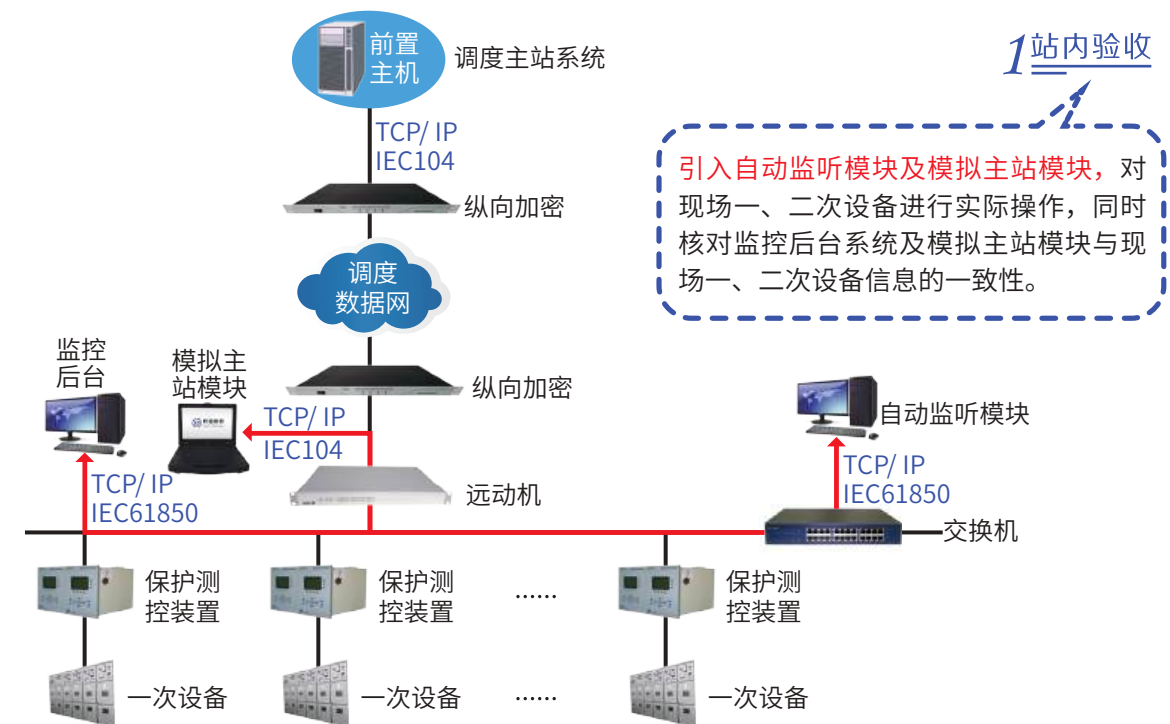 前置
主机
调度主站系统
1站内验收
TCP/ IP
IEC104
引入自动监听模块及模拟主站模块，对
现场一、二次设备进行实际操作，同时
核对监控后台系统及模拟主站模块与现
场一、二次设备信息的一致性。
纵向加密
调度
数据网
监控
后台
模拟主
站模块
纵向加密
TCP/ IP
IEC104
自动监听模块
TCP/ IP
IEC61850
远动机
TCP/ IP
IEC61850
交换机
保护测
控装置
保护测
控装置
......
保护测
控装置
一次设备
一次设备
......
一次设备